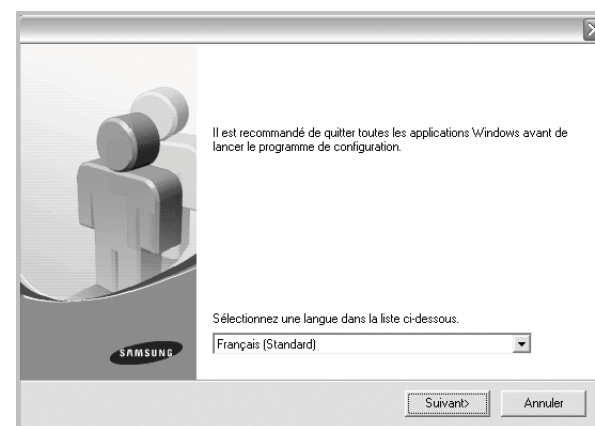 Il est recommandé de quitter toutes les applications Windows avant de
lancer le programme de configuration.
Sélectionnez une langue dans la liste ci-dessous.
SAMSUNG
Français (Standard)
Suivant>
Annuler